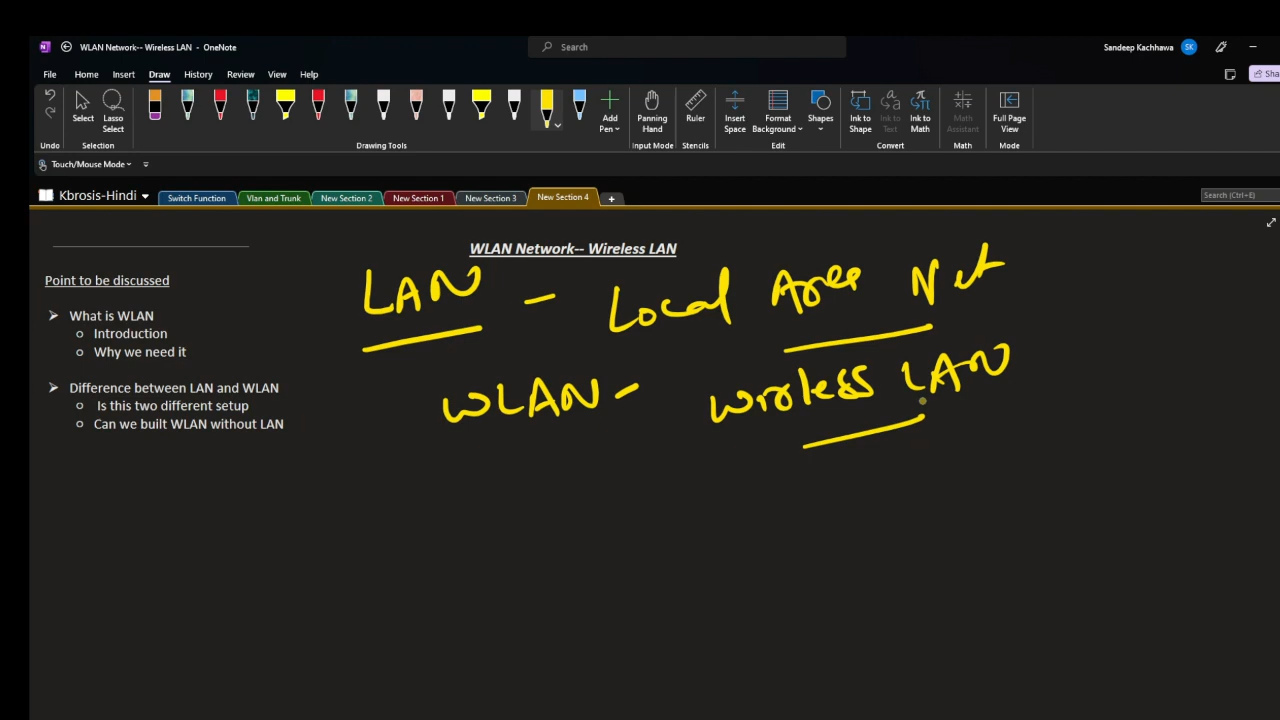 WLAN Network-- Wireless LAN - OneNote
Search
Sandeep Kachhawa SK
File Home Insert Draw History Review View Help
Sha
Select
Lasso Select
Add Pen
Panning Hand
Ruler
Insert Space
Format Background
Shapes
Ink to Shape
Ink to Text
Ink to Math
Math Assistant
Full Page View
Undo Selection Drawing Tools Input Mode Stencils Edit Convert Math Mode
Touch/Mouse Mode
Kbrosis-Hindi Switch Function Vlan and Trunk New Section 2 New Section 1 New Section 3 New Section 4 + Search (Ctrl+E)
WLAN Network-- Wireless LAN
LAN - Local Area Net
WLAN - Wireless LAN
Point to be discussed
What is WLAN
Introduction
Why we need it
Difference between LAN and WLAN
Is this two different setup
Can we built WLAN without LAN